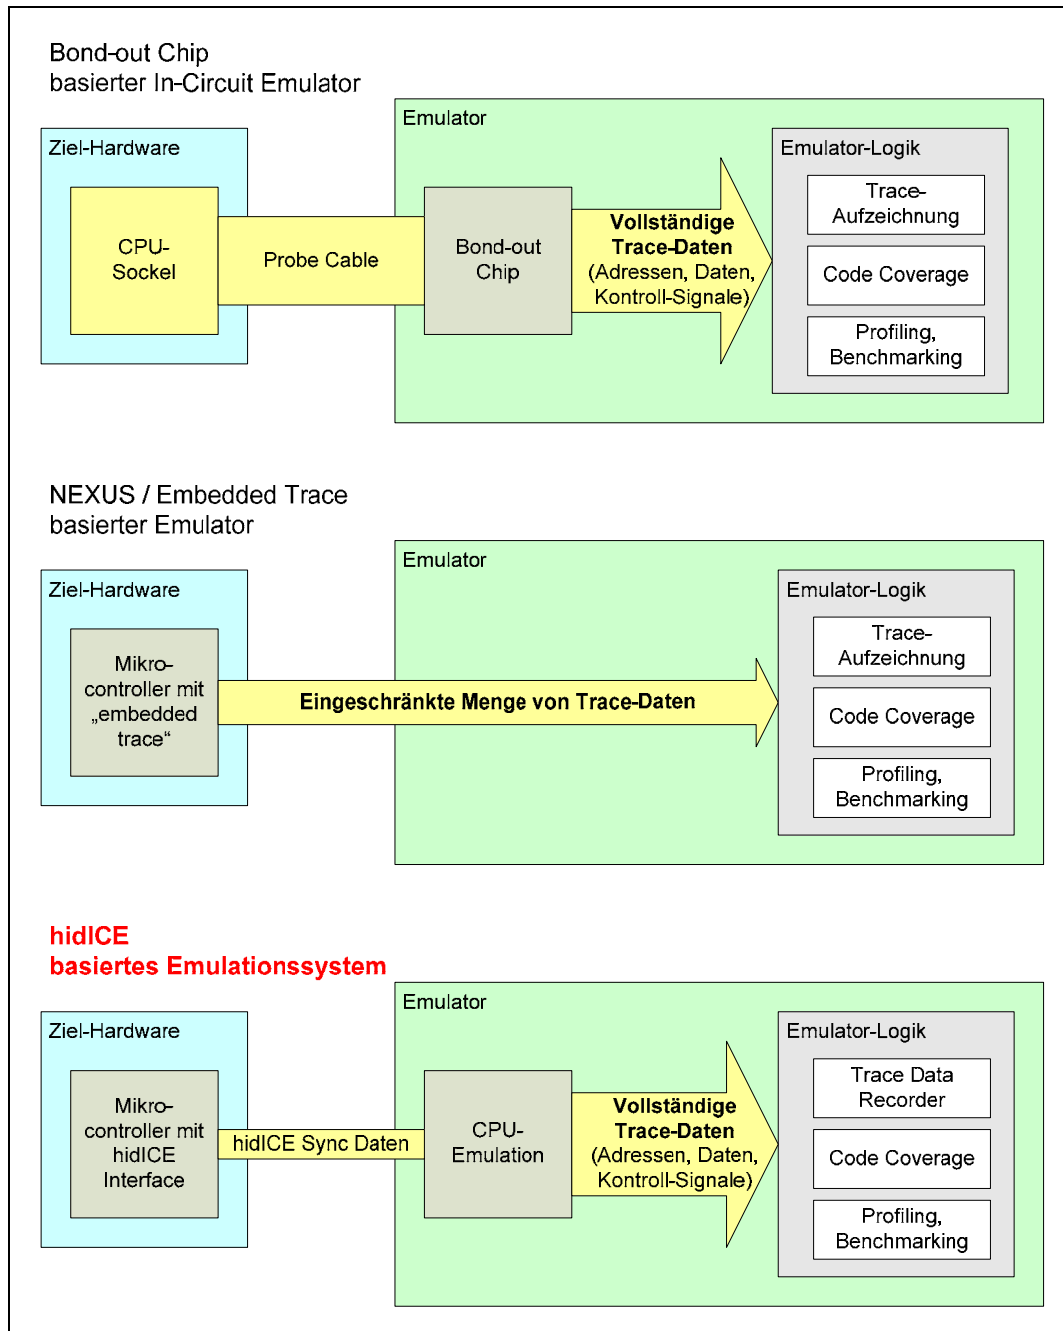 Bond-out Chip
basierter In-Circuit Emulator
Ziel-Hardware
CPU-
Sockel
Probe Cable
Emulator
Bond-out
Chip
Vollständige
Trace-Daten
(Adressen, Daten,
Kontroll-Signale)
Emulator-Logik
Trace-
Aufzeichnung
Code Coverage
Profiling,
Benchmarking
NEXUS / Embedded Trace
basierter Emulator
Ziel-Hardware
Mikro-
controller mit
„embedded
trace“
Emulator
Eingeschränkte Menge von Trace-Daten
Emulator-Logik
Trace-
Aufzeichnung
Code Coverage
Profiling,
Benchmarking
hidICE
basiertes Emulationssystem
Ziel-Hardware
Mikro-
controller mit
hidICE
Interface
hidICE Sync Daten
Emulator
CPU-
Emulation
Vollständige
Trace-Daten
(Adressen, Daten,
Kontroll-Signale)
Emulator-Logik
Trace Data
Recorder
Code Coverage
Profiling,
Benchmarking